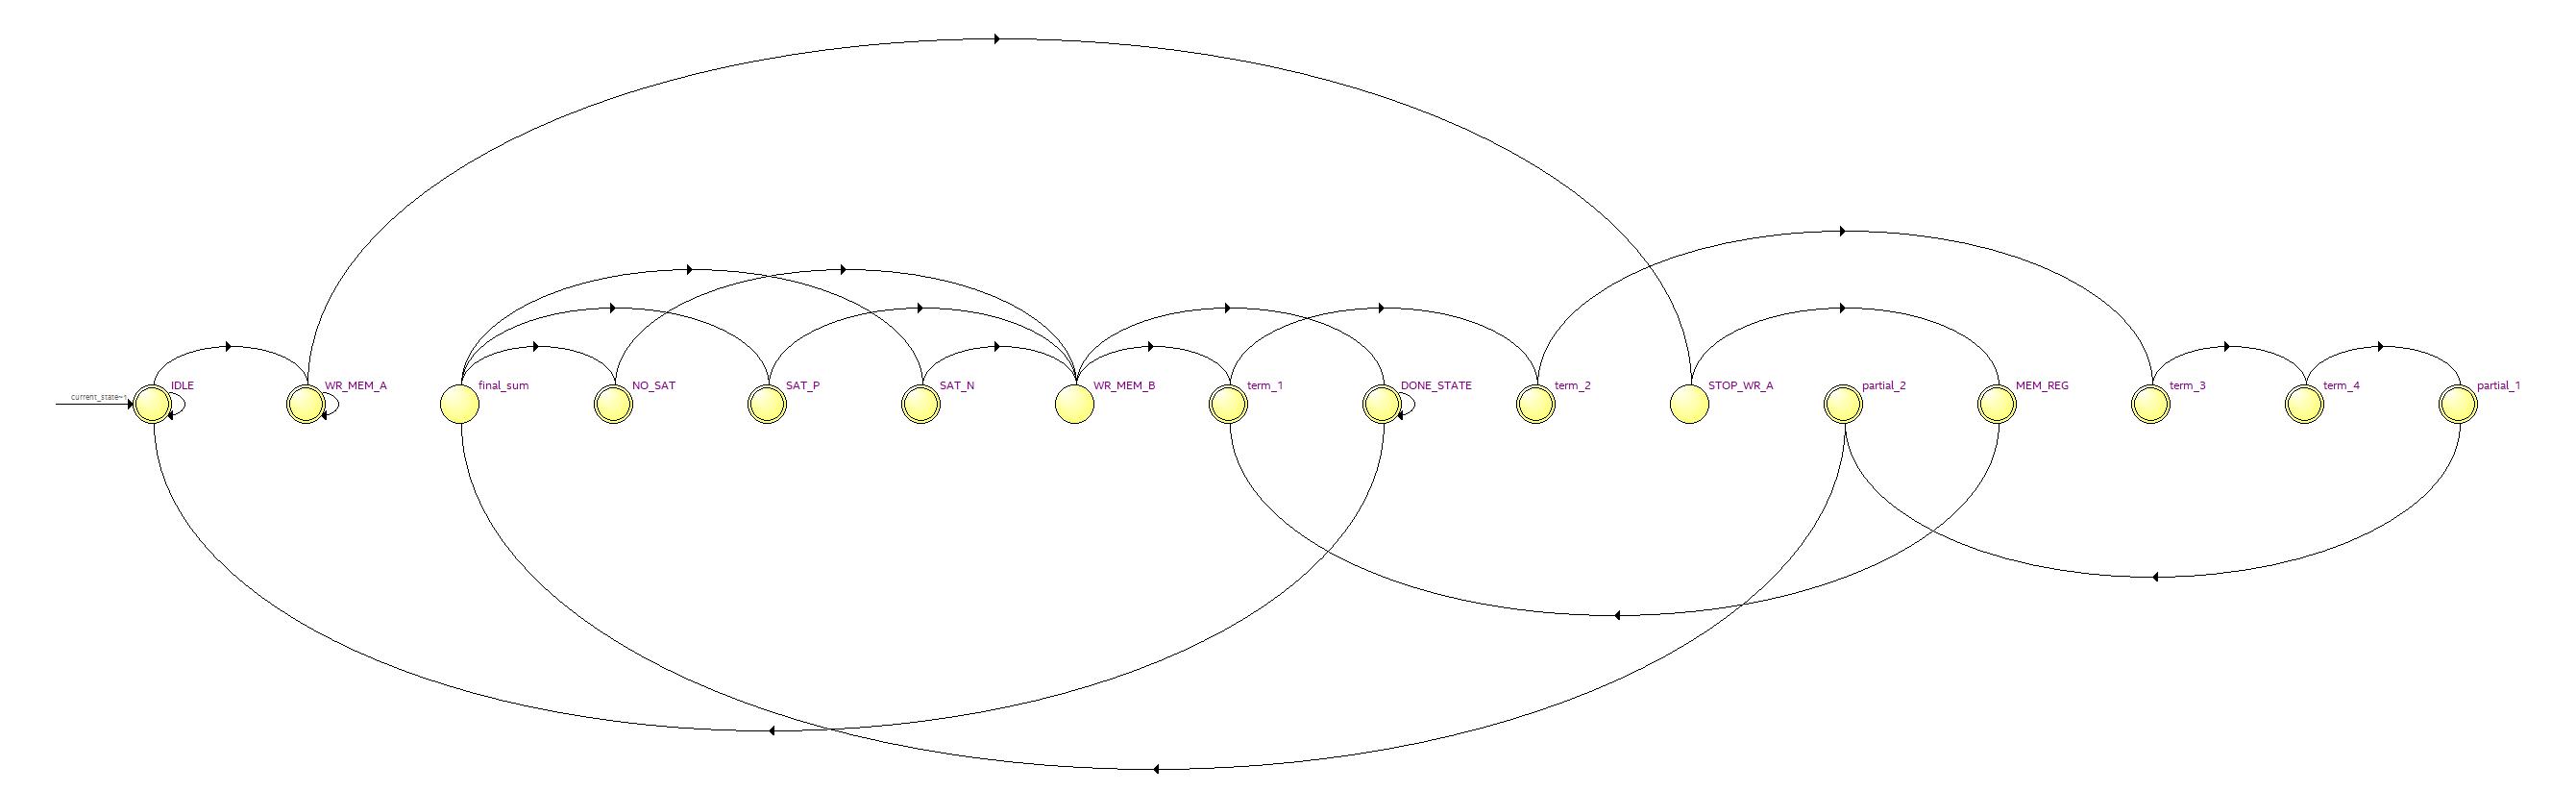 current_state~1
IDLE
WR_MEM_A
final_sum
NO_SAT
SAT_P
SAT_N
WR_MEM_B
term_1
DONE_STATE
term_2
STOP_WR_A
partial_2
MEM_REG
term_3
term_4
partial_1